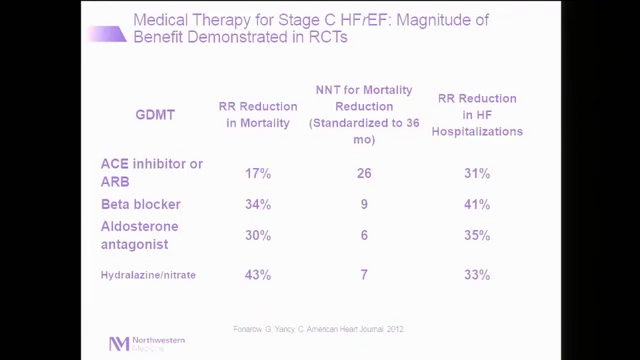 Medical Therapy for Stage C HFrEF: Magnitude of
Benefit Demonstrated in RCTs
GDMT
RR Reduction
in Mortality
NNT for Mortality
Reduction
(Standardized to 36
mo)
RR Reduction
in HF
Hospitalizations
ACE inhibitor or
ARB
17%
26
31%
Beta blocker
34%
9
41%
Aldosterone
antagonist
30%
6
35%
Hydralazine/nitrate
43%
7
33%
Fonarow. G. Yancy. C. American Heart Journal. 2012.
NM
Northwestern
Medicine